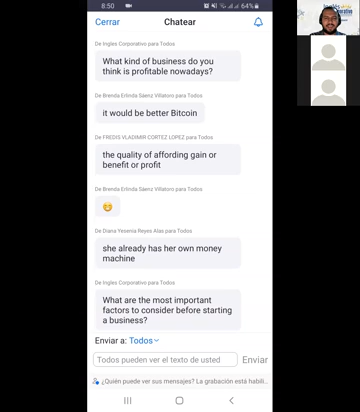 8:50
64%
Cerrar
Chatear
De Ingles Corporativo para Todos
What kind of business do you
think is profitable nowadays?
De Brenda Erlinda Sáenz Villatoro para Todos
it would be better Bitcoin
De FREDIS VLADIMIR CORTEZ LOPEZ para Todos
the quality of affording gain or
benefit or profit
De Brenda Erlinda Sáenz Villatoro para Todos
De Diana Yesenia Reyes Alas para Todos
she already has her own money
machine
De Ingles Corporativo para Todos
What are the most important
factors to consider before starting
a business?
Enviar a: Todos
Todos pueden ver el texto de usted
Enviar
¿Quién puede ver sus mensajes? La grabación está habili...